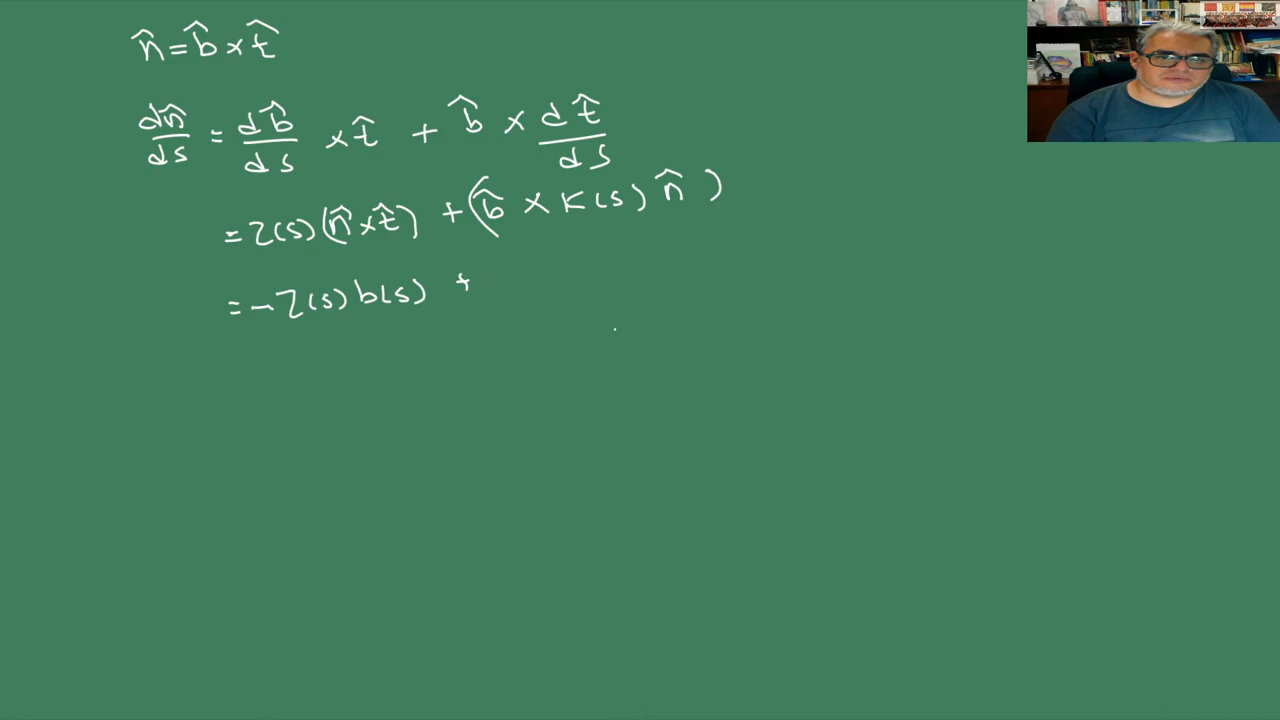 n̂ = b̂ × t̂
dn̂/ds = db̂/ds × t̂ + b̂ × dt̂/ds
= τ(s)(n̂ × t̂) + (b̂ × κ(s) n̂)
= -τ(s) b(s) +